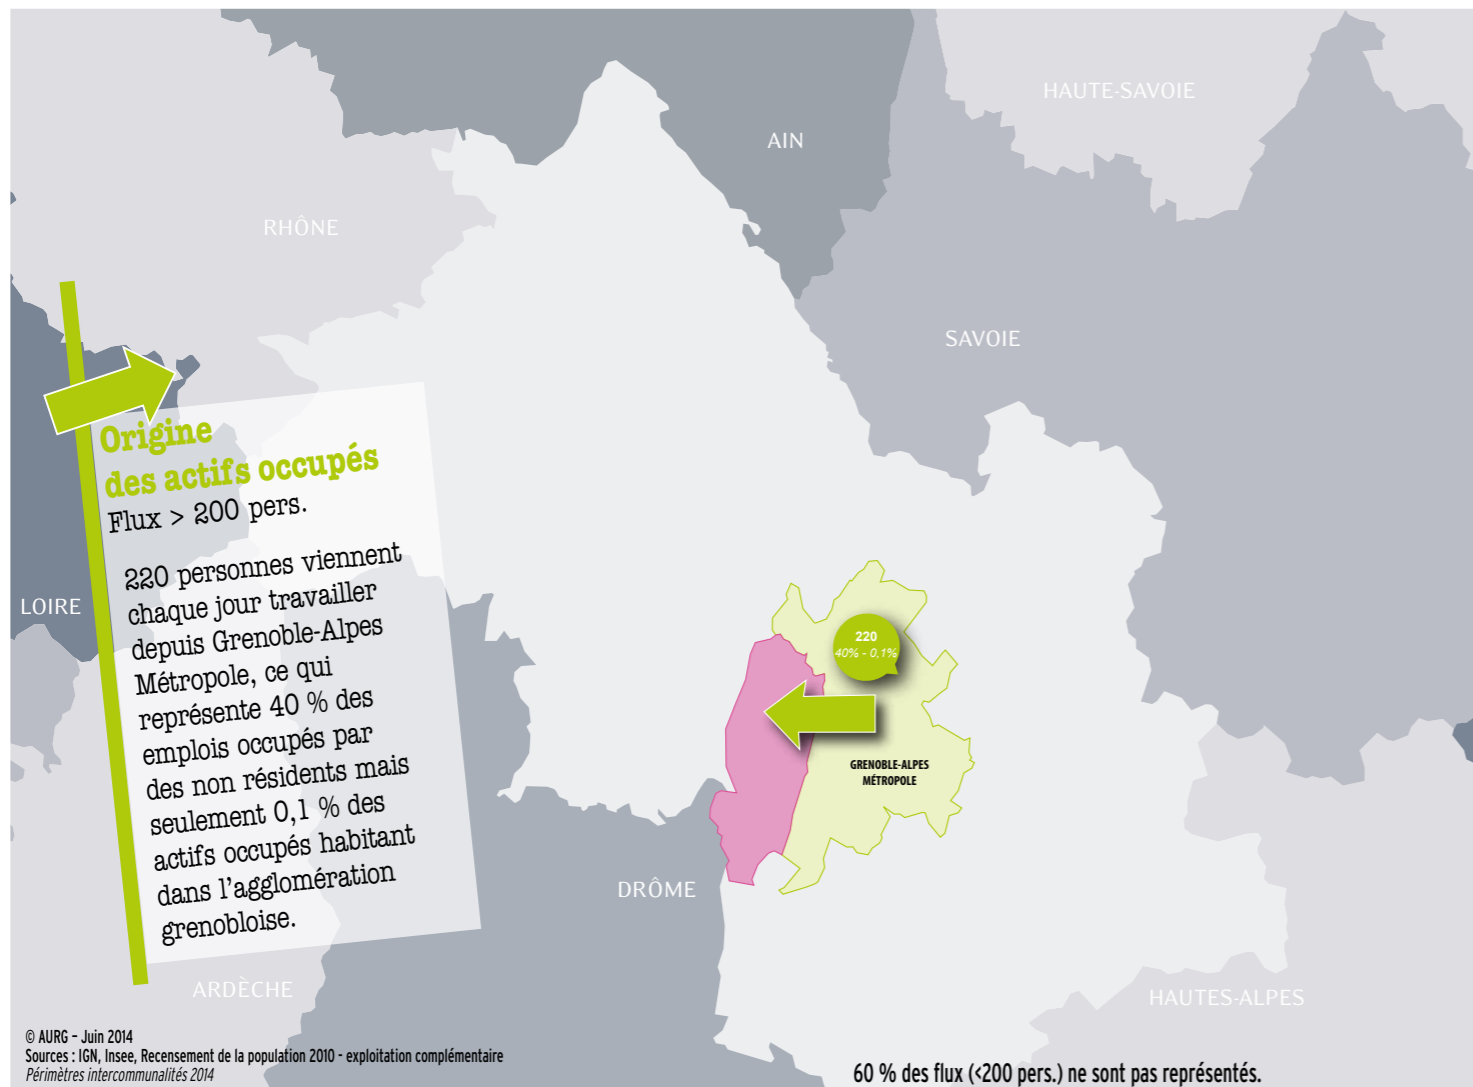 HAUTE-SAVOIE
AIN
RHÔNE
SAVOIE
Origine
des actifs occupés
Flux > 200 pers.
220 personnes viennent
chaque jour travailler
depuis Grenoble-Alpes
Métropole, ce qui
représente 40 % des
emplois occupés par
des non résidents mais
seulement 0,1 % des
actifs occupés habitant
dans l'agglomération
grenobloise.
LOIRE
220
40% - 0,1%
GRENOBLE-ALPES
MÉTROPOLE
DRÔME
ARDÈCHE
HAUTES-ALPES
© AURG - Juin 2014
Sources : IGN, Insee, Recensement de la population 2010 - exploitation complémentaire
Périmètres intercommunalités 2014
60 % des flux (<200 pers.) ne sont pas représentés.